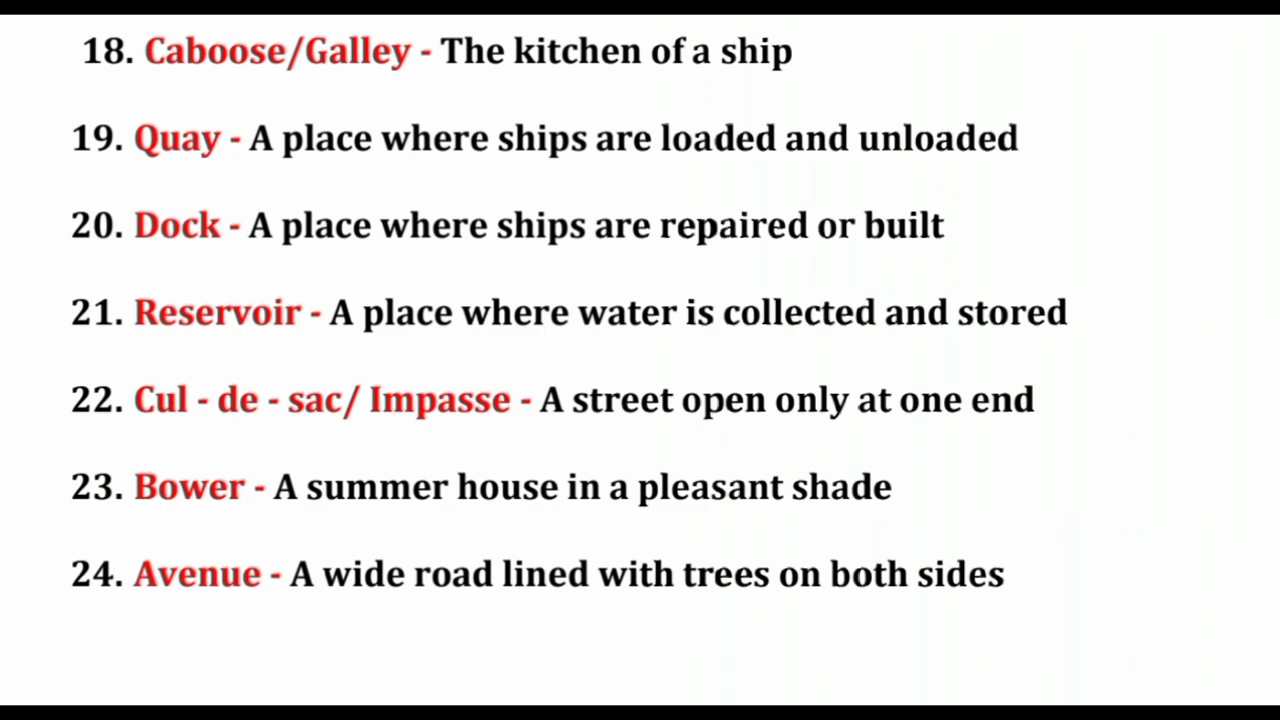 18. Caboose/Galley - The kitchen of a ship
19. Quay - A place where ships are loaded and unloaded
20. Dock - A place where ships are repaired or built
21. Reservoir - A place where water is collected and stored
22. Cul - de - sac/ Impasse - A street open only at one end
23. Bower - A summer house in a pleasant shade
24. Avenue - A wide road lined with trees on both sides